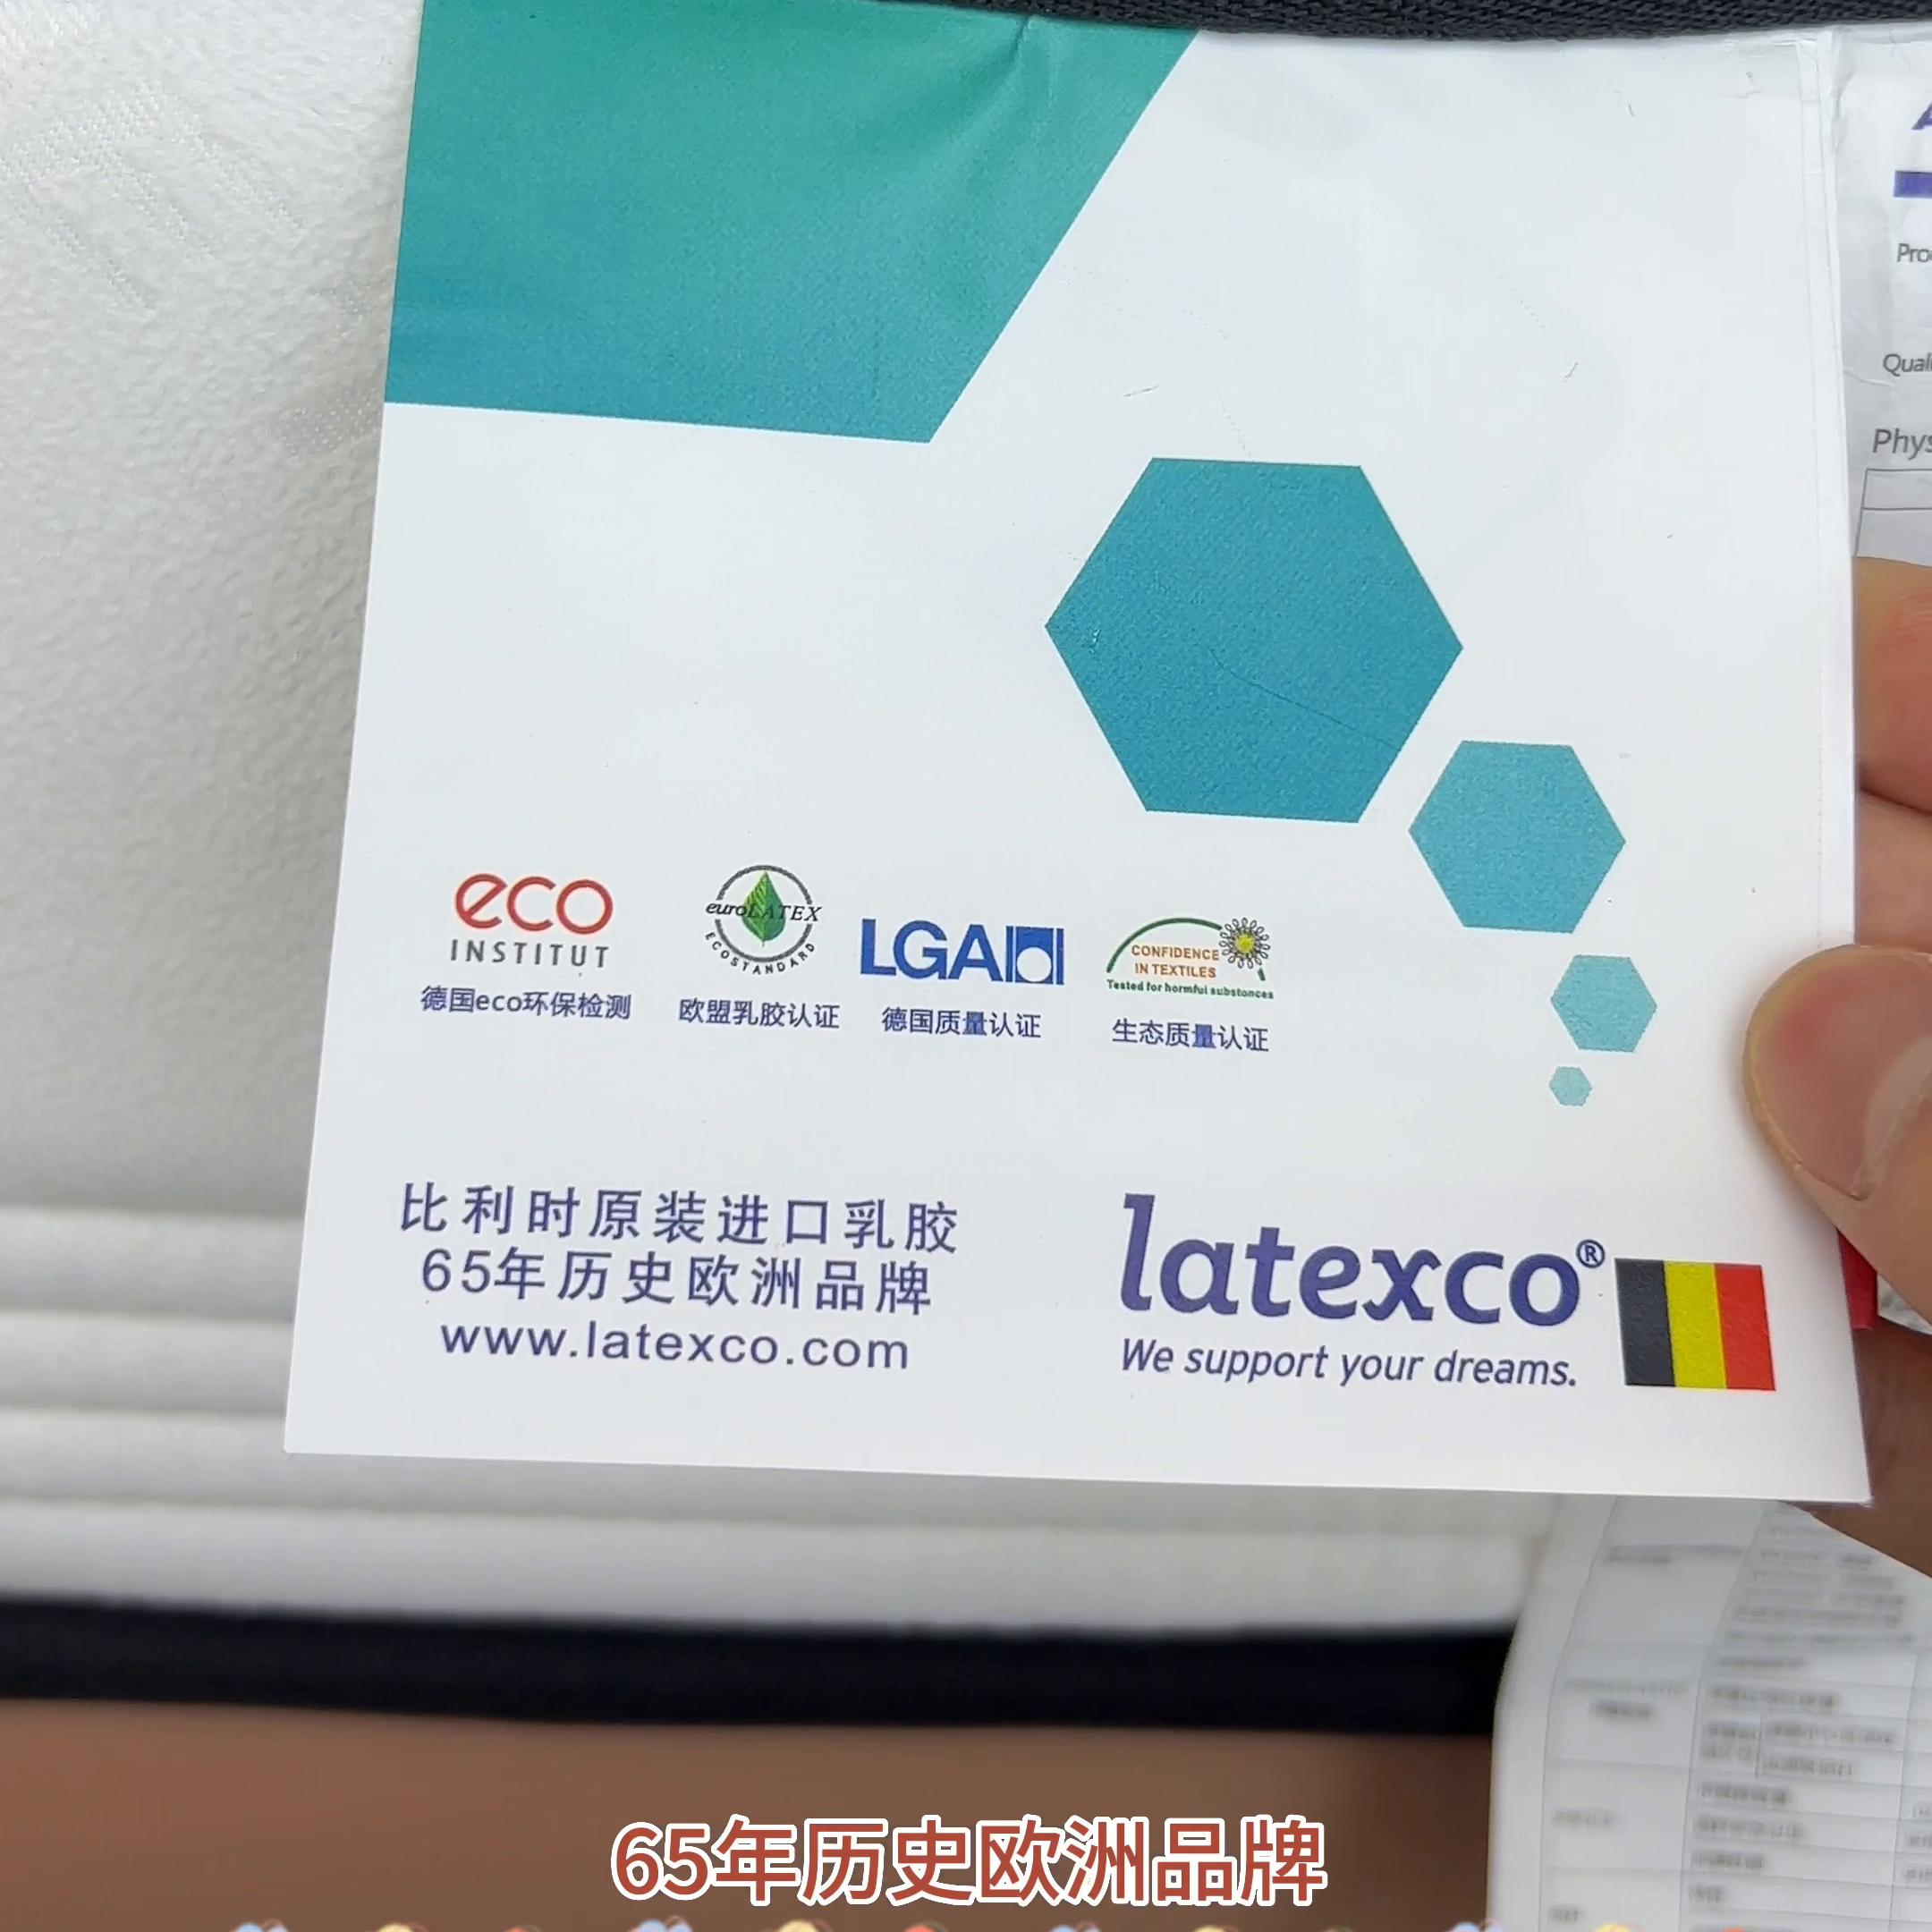 Pro
Quali
Phys
eco
INSTITUT
德国eco环保检测
euroLATEX
ECOSTANDARD
欧盟乳胶认证
LGA
德国质量认证
CONFIDENCE
IN TEXTILES
Tested for harmful substances
生态质量认证
比利时原装进口乳胶
65年历史欧洲品牌
www.latexco.com
latexco®
We support your dreams.
65年历史欧洲品牌